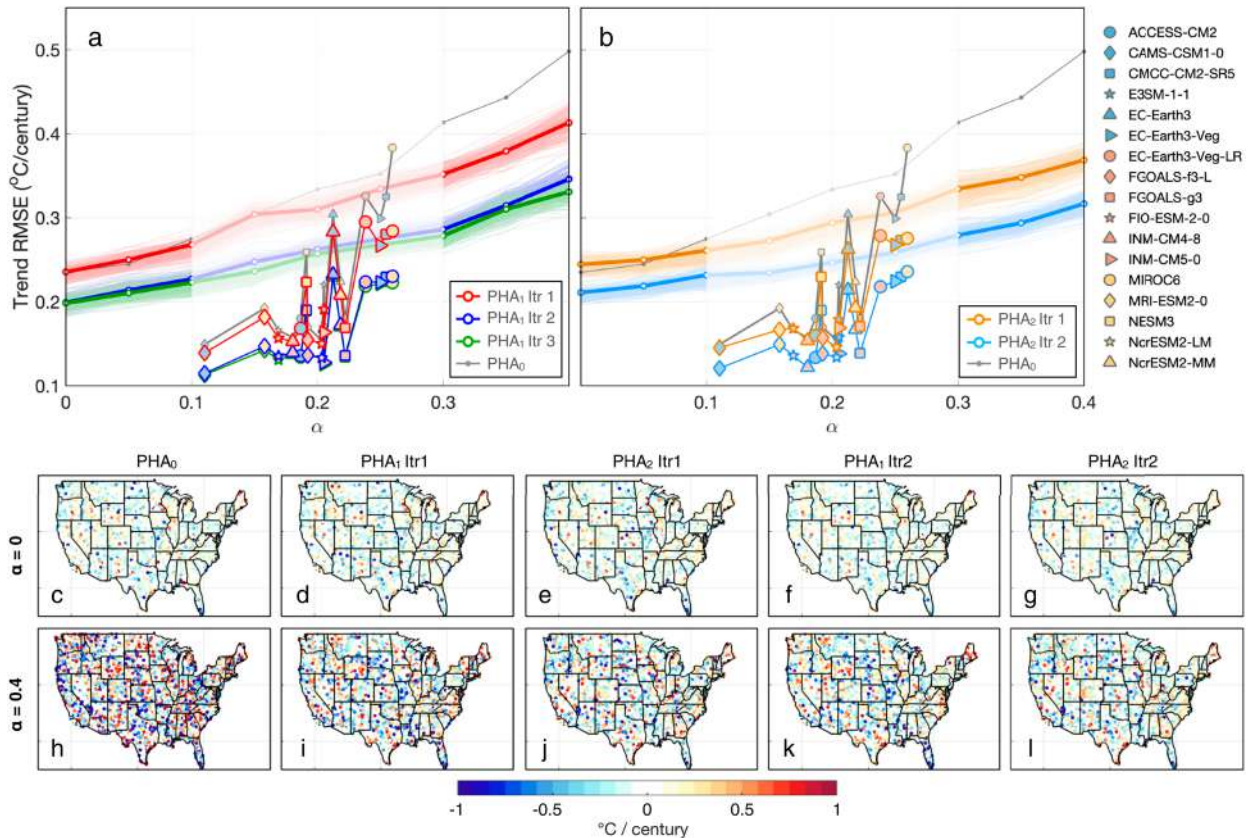 a
b
0.5
0.4
0.3
0.2
0.1
Trend RMSE (°C/century)
0
0.1
0.2
0.3
α
PHA₁ Itr 1
PHA₁ Itr 2
PHA₁ Itr 3
PHA₀
0.1
0.2
0.3
0.4
α
PHA₂ Itr 1
PHA₂ Itr 2
PHA₀
ACCESS-CM2
CAMS-CSM1-0
CMCC-CM2-SR5
E3SM-1-1
EC-Earth3
EC-Earth3-Veg
EC-Earth3-Veg-LR
FGOALS-f3-L
FGOALS-g3
FIO-ESM-2-0
INM-CM4-8
INM-CM5-0
MIROC6
MRI-ESM2-0
NESM3
NcrESM2-LM
NcrESM2-MM
PHA₀
PHA₁ Itr1
PHA₂ Itr1
PHA₁ Itr2
PHA₂ Itr2
α = 0
c
d
e
f
g
α = 0.4
h
i
j
k
l
-1
-0.5
0
0.5
1
°C / century